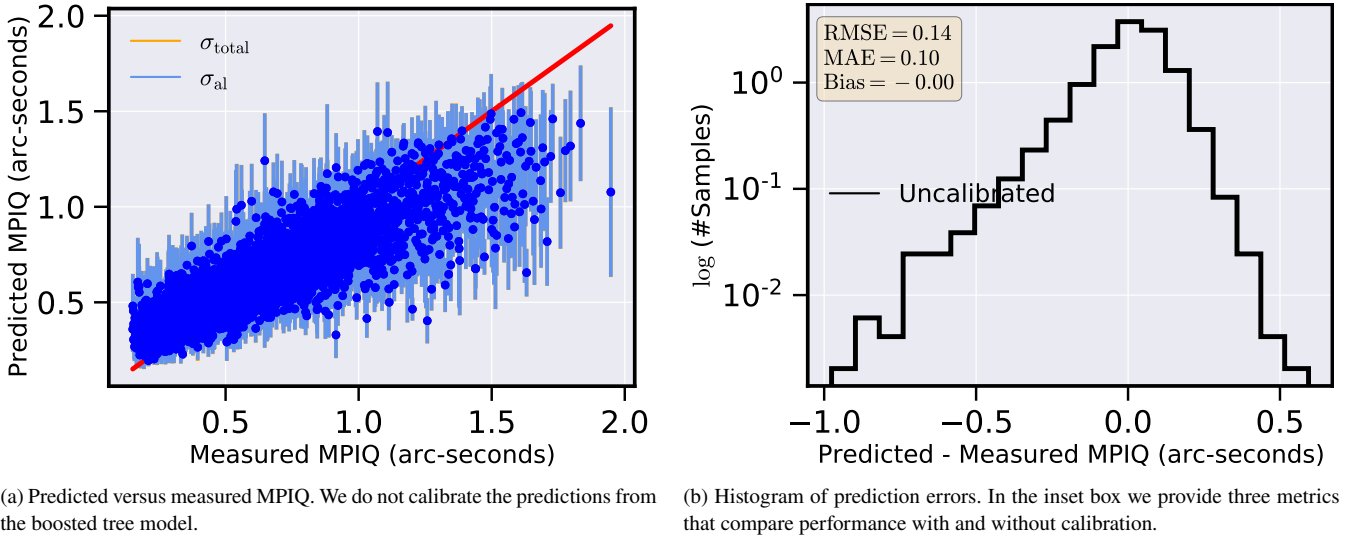 2.0
1.5
1.0
0.5
Predicted MPIQ (arc-seconds)
σtotal
σal
0.5 1.0 1.5 2.0
Measured MPIQ (arc-seconds)
RMSE = 0.14
MAE = 0.10
Bias = − 0.00
Uncalibrated
10^0
10^-1
10^-2
log (#Samples)
−1.0 −0.5 0.0 0.5
Predicted - Measured MPIQ (arc-seconds)
(a) Predicted versus measured MPIQ. We do not calibrate the predictions from
the boosted tree model.
(b) Histogram of prediction errors. In the inset box we provide three metrics
that compare performance with and without calibration.